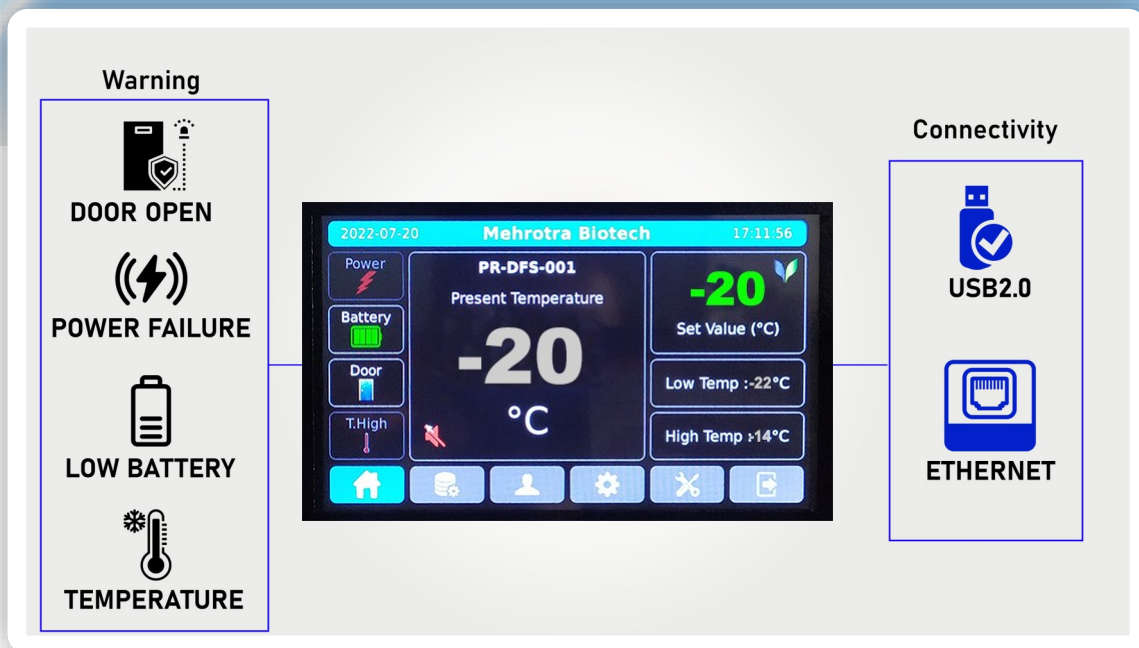 Warning
DOOR OPEN
POWER FAILURE
LOW BATTERY
TEMPERATURE
2022-07-20 Mehrotra Biotech 17:11:56
Power
Battery
Door
T.High
PR-DFS-001
Present Temperature
-20
°C
-20
Set Value (°C)
Low Temp :-22°C
High Temp :-14°C
Connectivity
USB2.0
ETHERNET